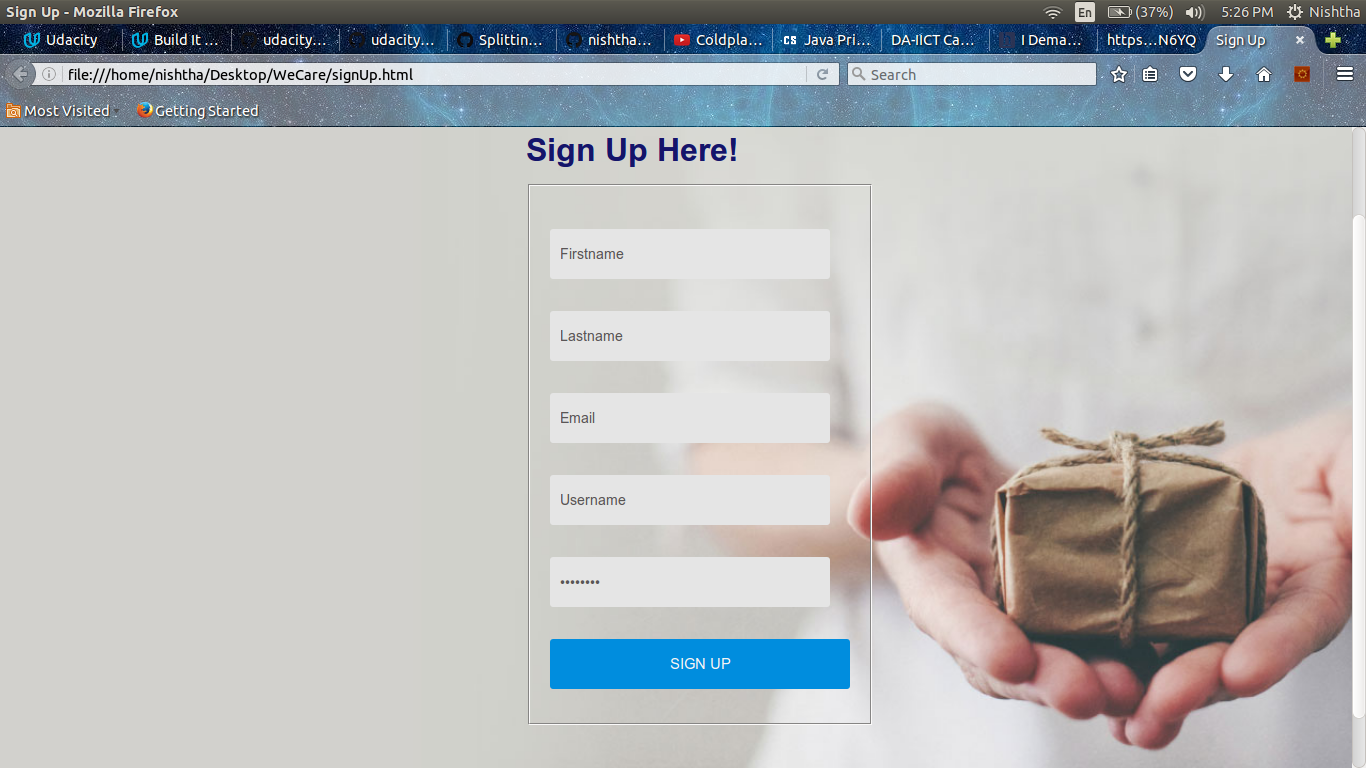 Sign Up - Mozilla Firefox En (37%) 5:26 PM Nishtha
Udacity Build It ... udacity... udacity... Splittin... nishtha... Coldpla... CS Java Pri... DA-IICT Ca... I Dema... https...N6YQ Sign Up
file:///home/nishtha/Desktop/WeCare/signUp.html Search
Most Visited Getting Started
Sign Up Here!
Firstname
Lastname
Email
Username
••••••••
SIGN UP